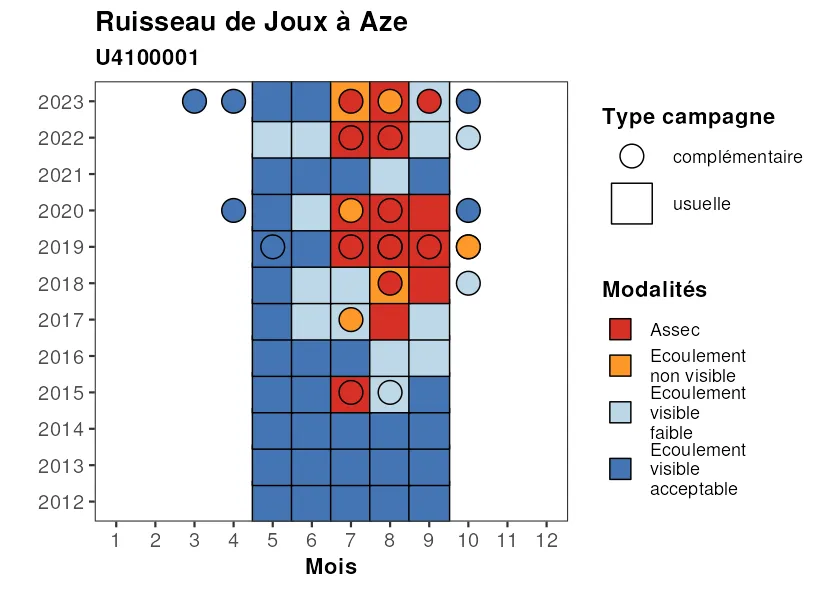 Ruisseau de Joux à Aze
U4100001
2023
2022
2021
2020
2019
2018
2017
2016
2015
2014
2013
2012
1 2 3 4 5 6 7 8 9 10 11 12
Mois
Type campagne
complémentaire
usuelle
Modalités
Assec
Ecoulement
non visible
Ecoulement
visible
faible
Ecoulement
visible
acceptable